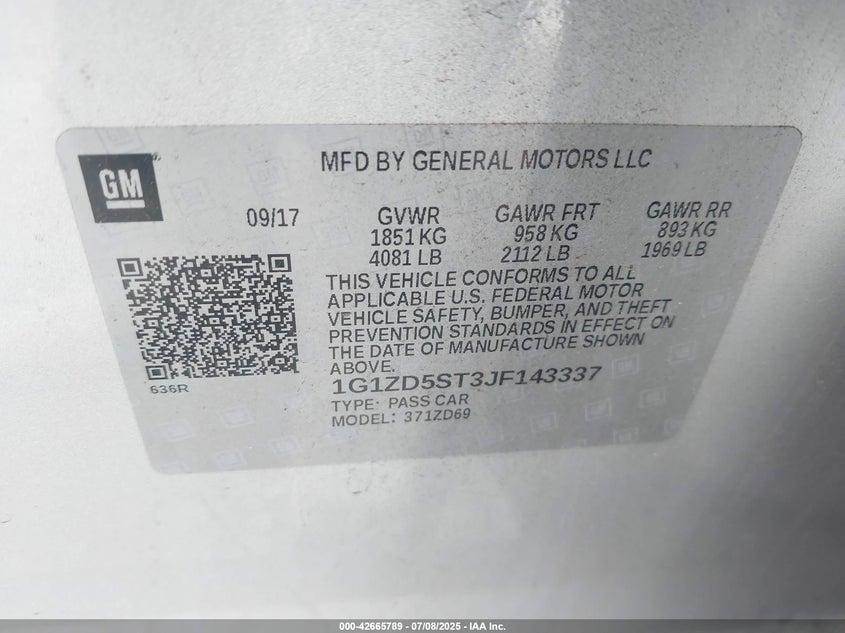 GM
MFD BY GENERAL MOTORS LLC
09/17 GVWR GAWR FRT GAWR RR
1851 KG 958 KG 893 KG
4081 LB 2112 LB 1969 LB
THIS VEHICLE CONFORMS TO ALL
APPLICABLE U.S. FEDERAL MOTOR
VEHICLE SAFETY, BUMPER, AND THEFT
PREVENTION STANDARDS IN EFFECT ON
THE DATE OF MANUFACTURE SHOWN
ABOVE.
636R
1G1ZD5ST3JF143337
TYPE: PASS CAR
MODEL: 371ZD69
000-42665789 - 07/08/2025 - IAA Inc.